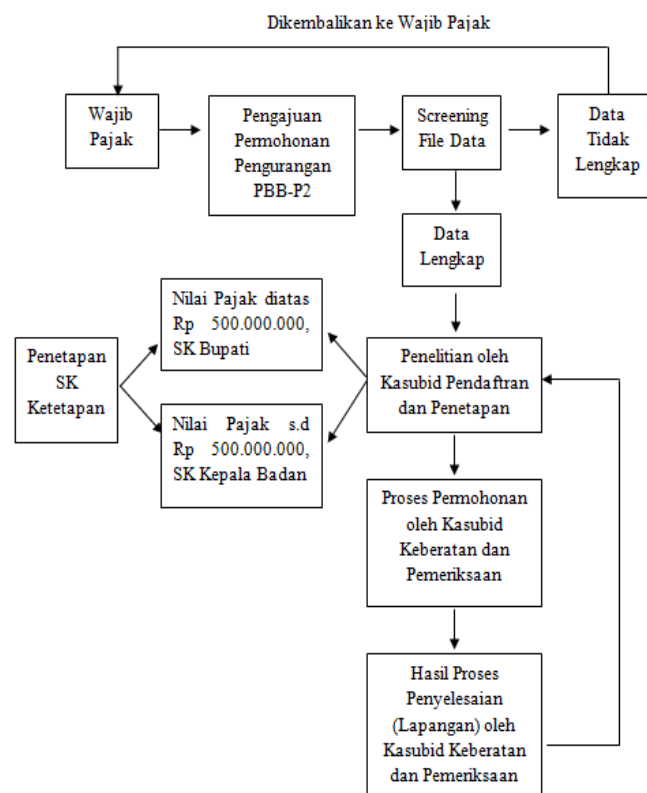 Dikembalikan ke Wajib Pajak
Wajib
Pajak
Pengajuan
Permohonan
Pengurangan
PBB-P2
Screening
File Data
Data
Tidak
Lengkap
Data
Lengkap
Nilai Pajak diatas
Rp 500.000.000,
SK Bupati
Penetapan
SK
Ketetapan
Penelitian oleh
Kasubid Pendaftran
dan Penetapan
Nilai Pajak s.d
Rp 500.000.000,
SK Kepala Badan
Proses Permohonan
oleh Kasubid
Keberatan dan
Pemeriksaan
Hasil Proses
Penyelesaian
(Lapangan) oleh
Kasubid Keberatan
dan Pemeriksaan